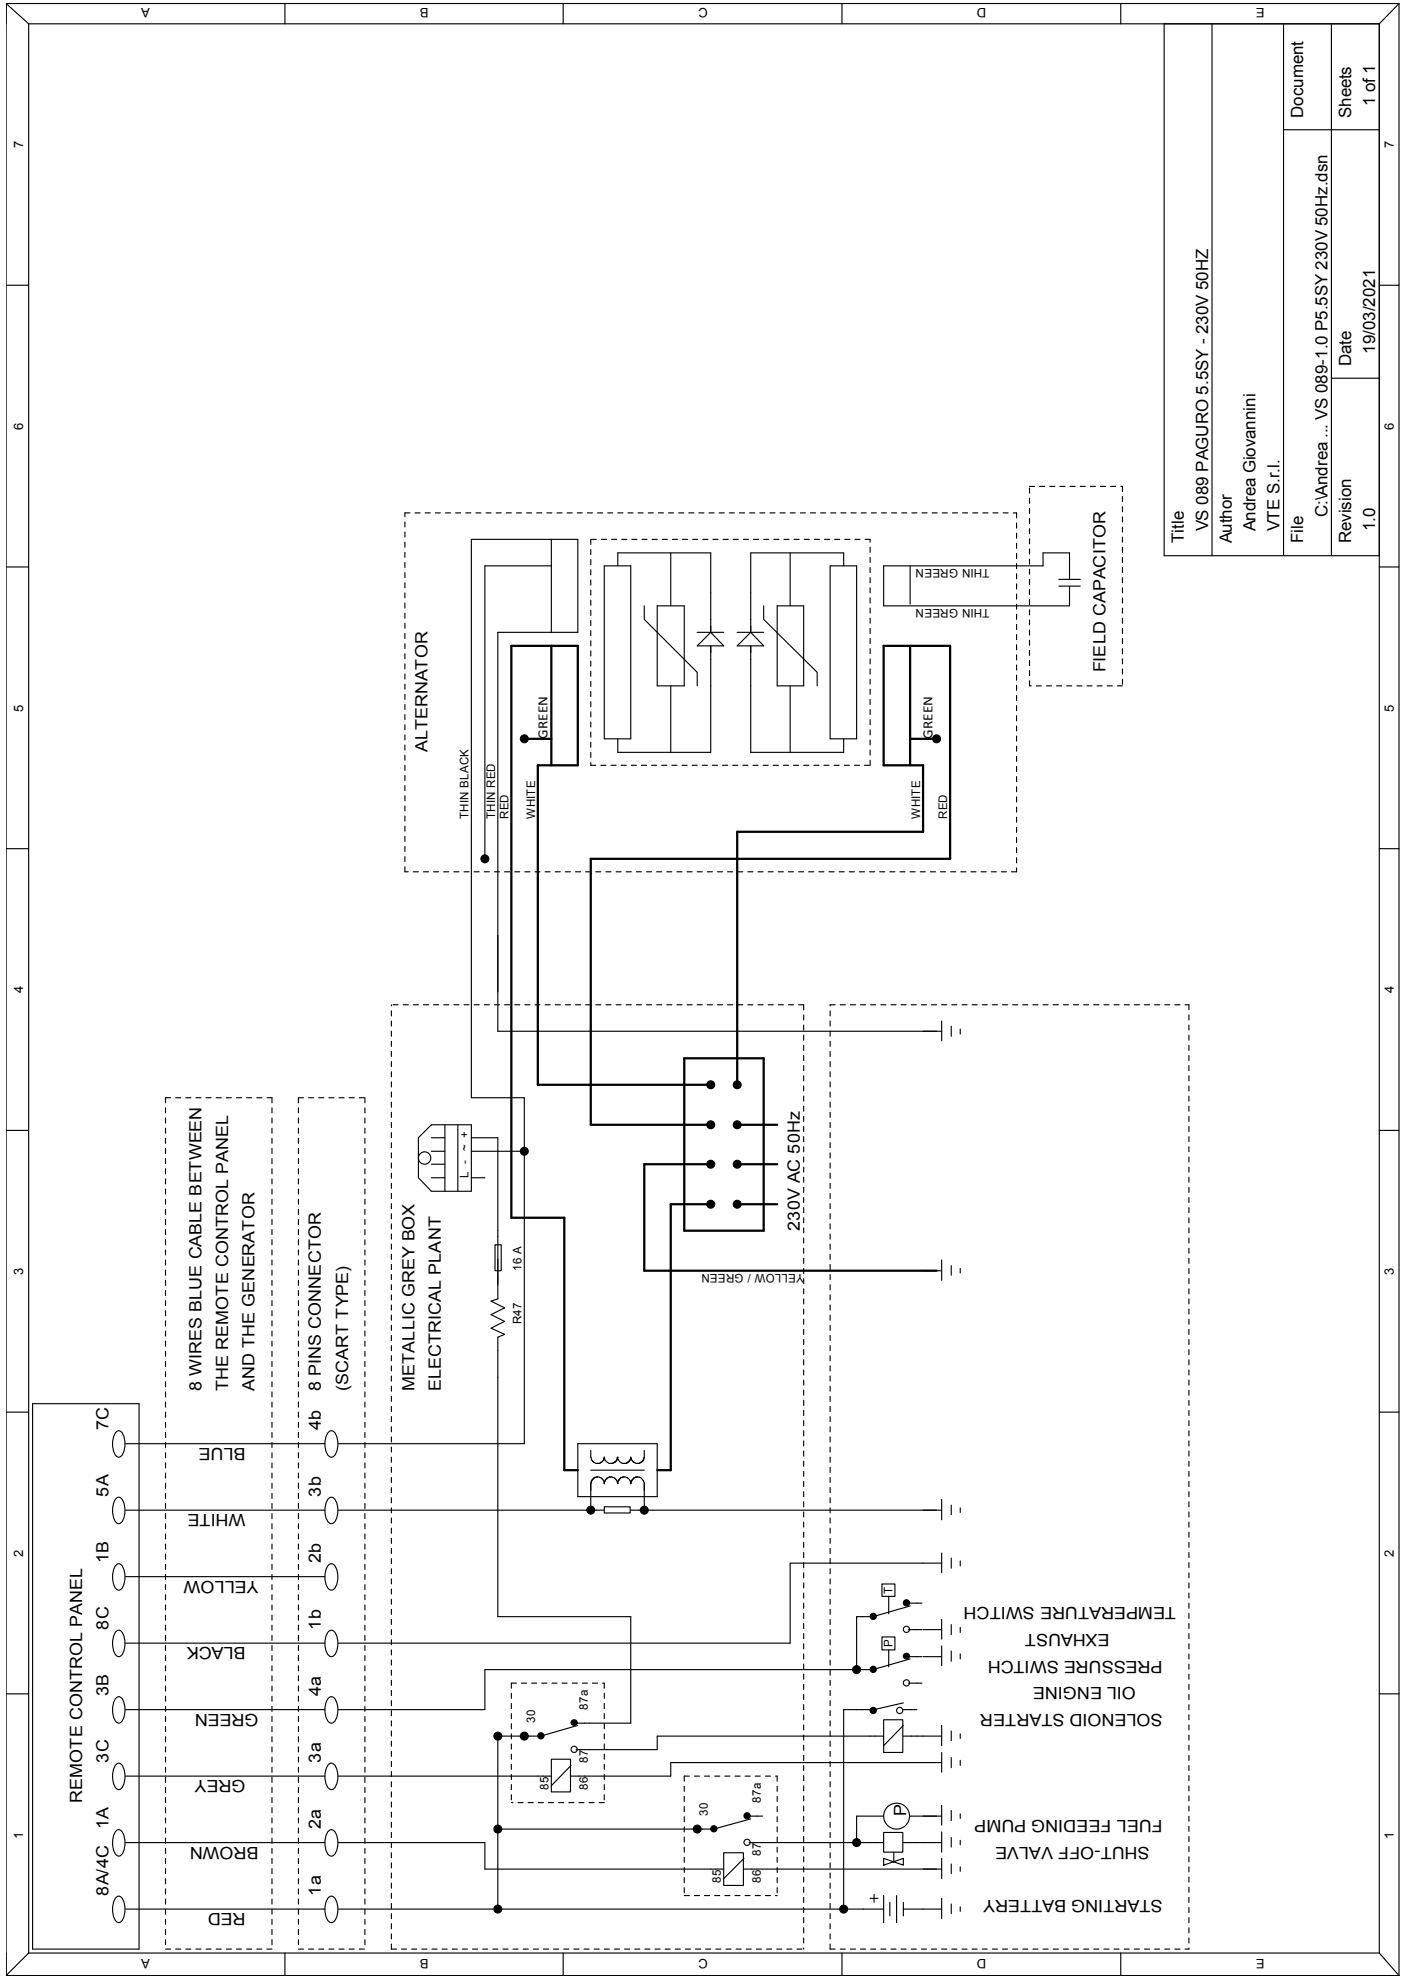 REMOTE CONTROL PANEL
8A/4C
1A
3C
3B
8C
1B
5A
7C
RED
BROWN
GREY
GREEN
BLACK
YELLOW
WHITE
BLUE
8 WIRES BLUE CABLE BETWEEN
THE REMOTE CONTROL PANEL
AND THE GENERATOR
1a
2a
3a
4a
1b
2b
3b
4b
8 PINS CONNECTOR
(SCART TYPE)
METALLIC GREY BOX
ELECTRICAL PLANT
L - ~ +
R47
16 A
30
87a
87
85
86
30
87a
87
85
86
YELLOW / GREEN
230V AC 50Hz
ALTERNATOR
THIN BLACK
THIN RED
RED
WHITE
GREEN
WHITE
RED
GREEN
THIN GREEN
THIN GREEN
FIELD CAPACITOR
+
P
P
T
STARTING BATTERY
SHUT-OFF VALVE
FUEL FEEDING PUMP
SOLENOID STARTER
OIL ENGINE
PRESSURE SWITCH
EXHAUST
TEMPERATURE SWITCH
Title
VS 089 PAGURO 5.5SY - 230V 50HZ
Author
Andrea Giovannini
VTE S.r.l.
File
C:\Andrea ... VS 089-1.0 P5.5SY 230V 50Hz.dsn
Document
Revision
1.0
Date
19/03/2021
Sheets
1 of 1
1
2
3
4
5
6
7
1
2
3
4
5
6
7
A
B
C
D
E
A
B
C
D
E